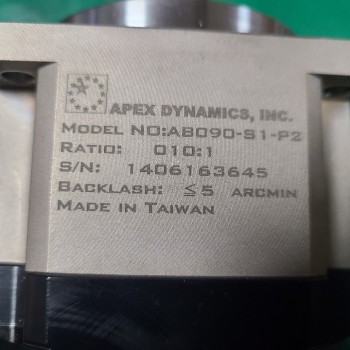 APEX DYNAMICS, INC.
MODEL NO:AB090-S1-P2
RATIO: 010:1
S/N: 1406163645
BACKLASH: ≦5 ARCMIN
MADE IN TAIWAN